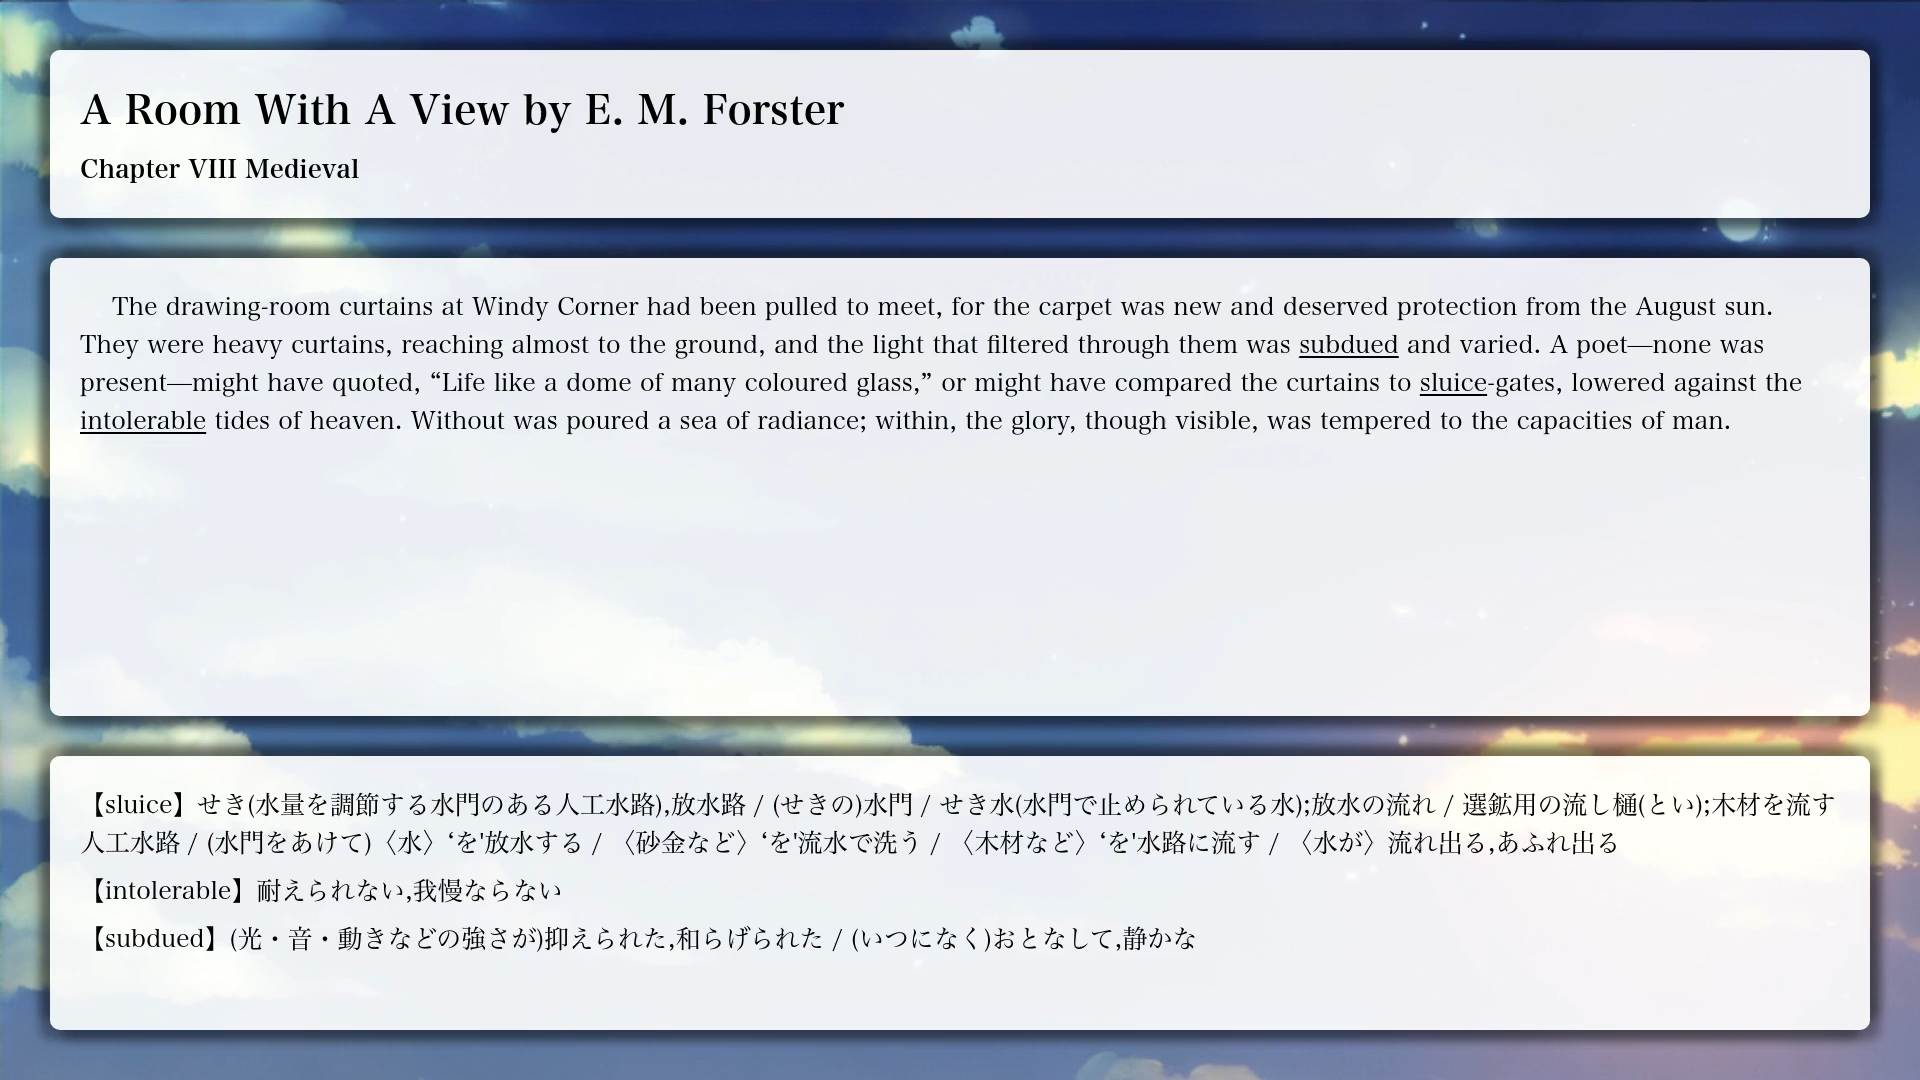 A Room With A View by E. M. Forster
Chapter VIII Medieval
The drawing-room curtains at Windy Corner had been pulled to meet, for the carpet was new and deserved protection from the August sun.
They were heavy curtains, reaching almost to the ground, and the light that filtered through them was subdued and varied. A poet—none was
present—might have quoted, “Life like a dome of many coloured glass,” or might have compared the curtains to sluice-gates, lowered against the
intolerable tides of heaven. Without was poured a sea of radiance; within, the glory, though visible, was tempered to the capacities of man.
【sluice】せき(水量を調節する水門のある人工水路),放水路 / (せきの)水門 / せき水(水門で止められている水);放水の流れ / 選鉱用の流し樋(とい);木材を流す
人工水路 / (水門をあけて)〈水〉‘を'放水する / 〈砂金など〉‘を'流水で洗う / 〈木材など〉‘を'水路に流す / 〈水が〉流れ出る,あふれ出る
【intolerable】耐えられない,我慢ならない
【subdued】(光・音・動きなどの強さが)抑えられた,和らげられた / (いつになく)おとなして,静かな